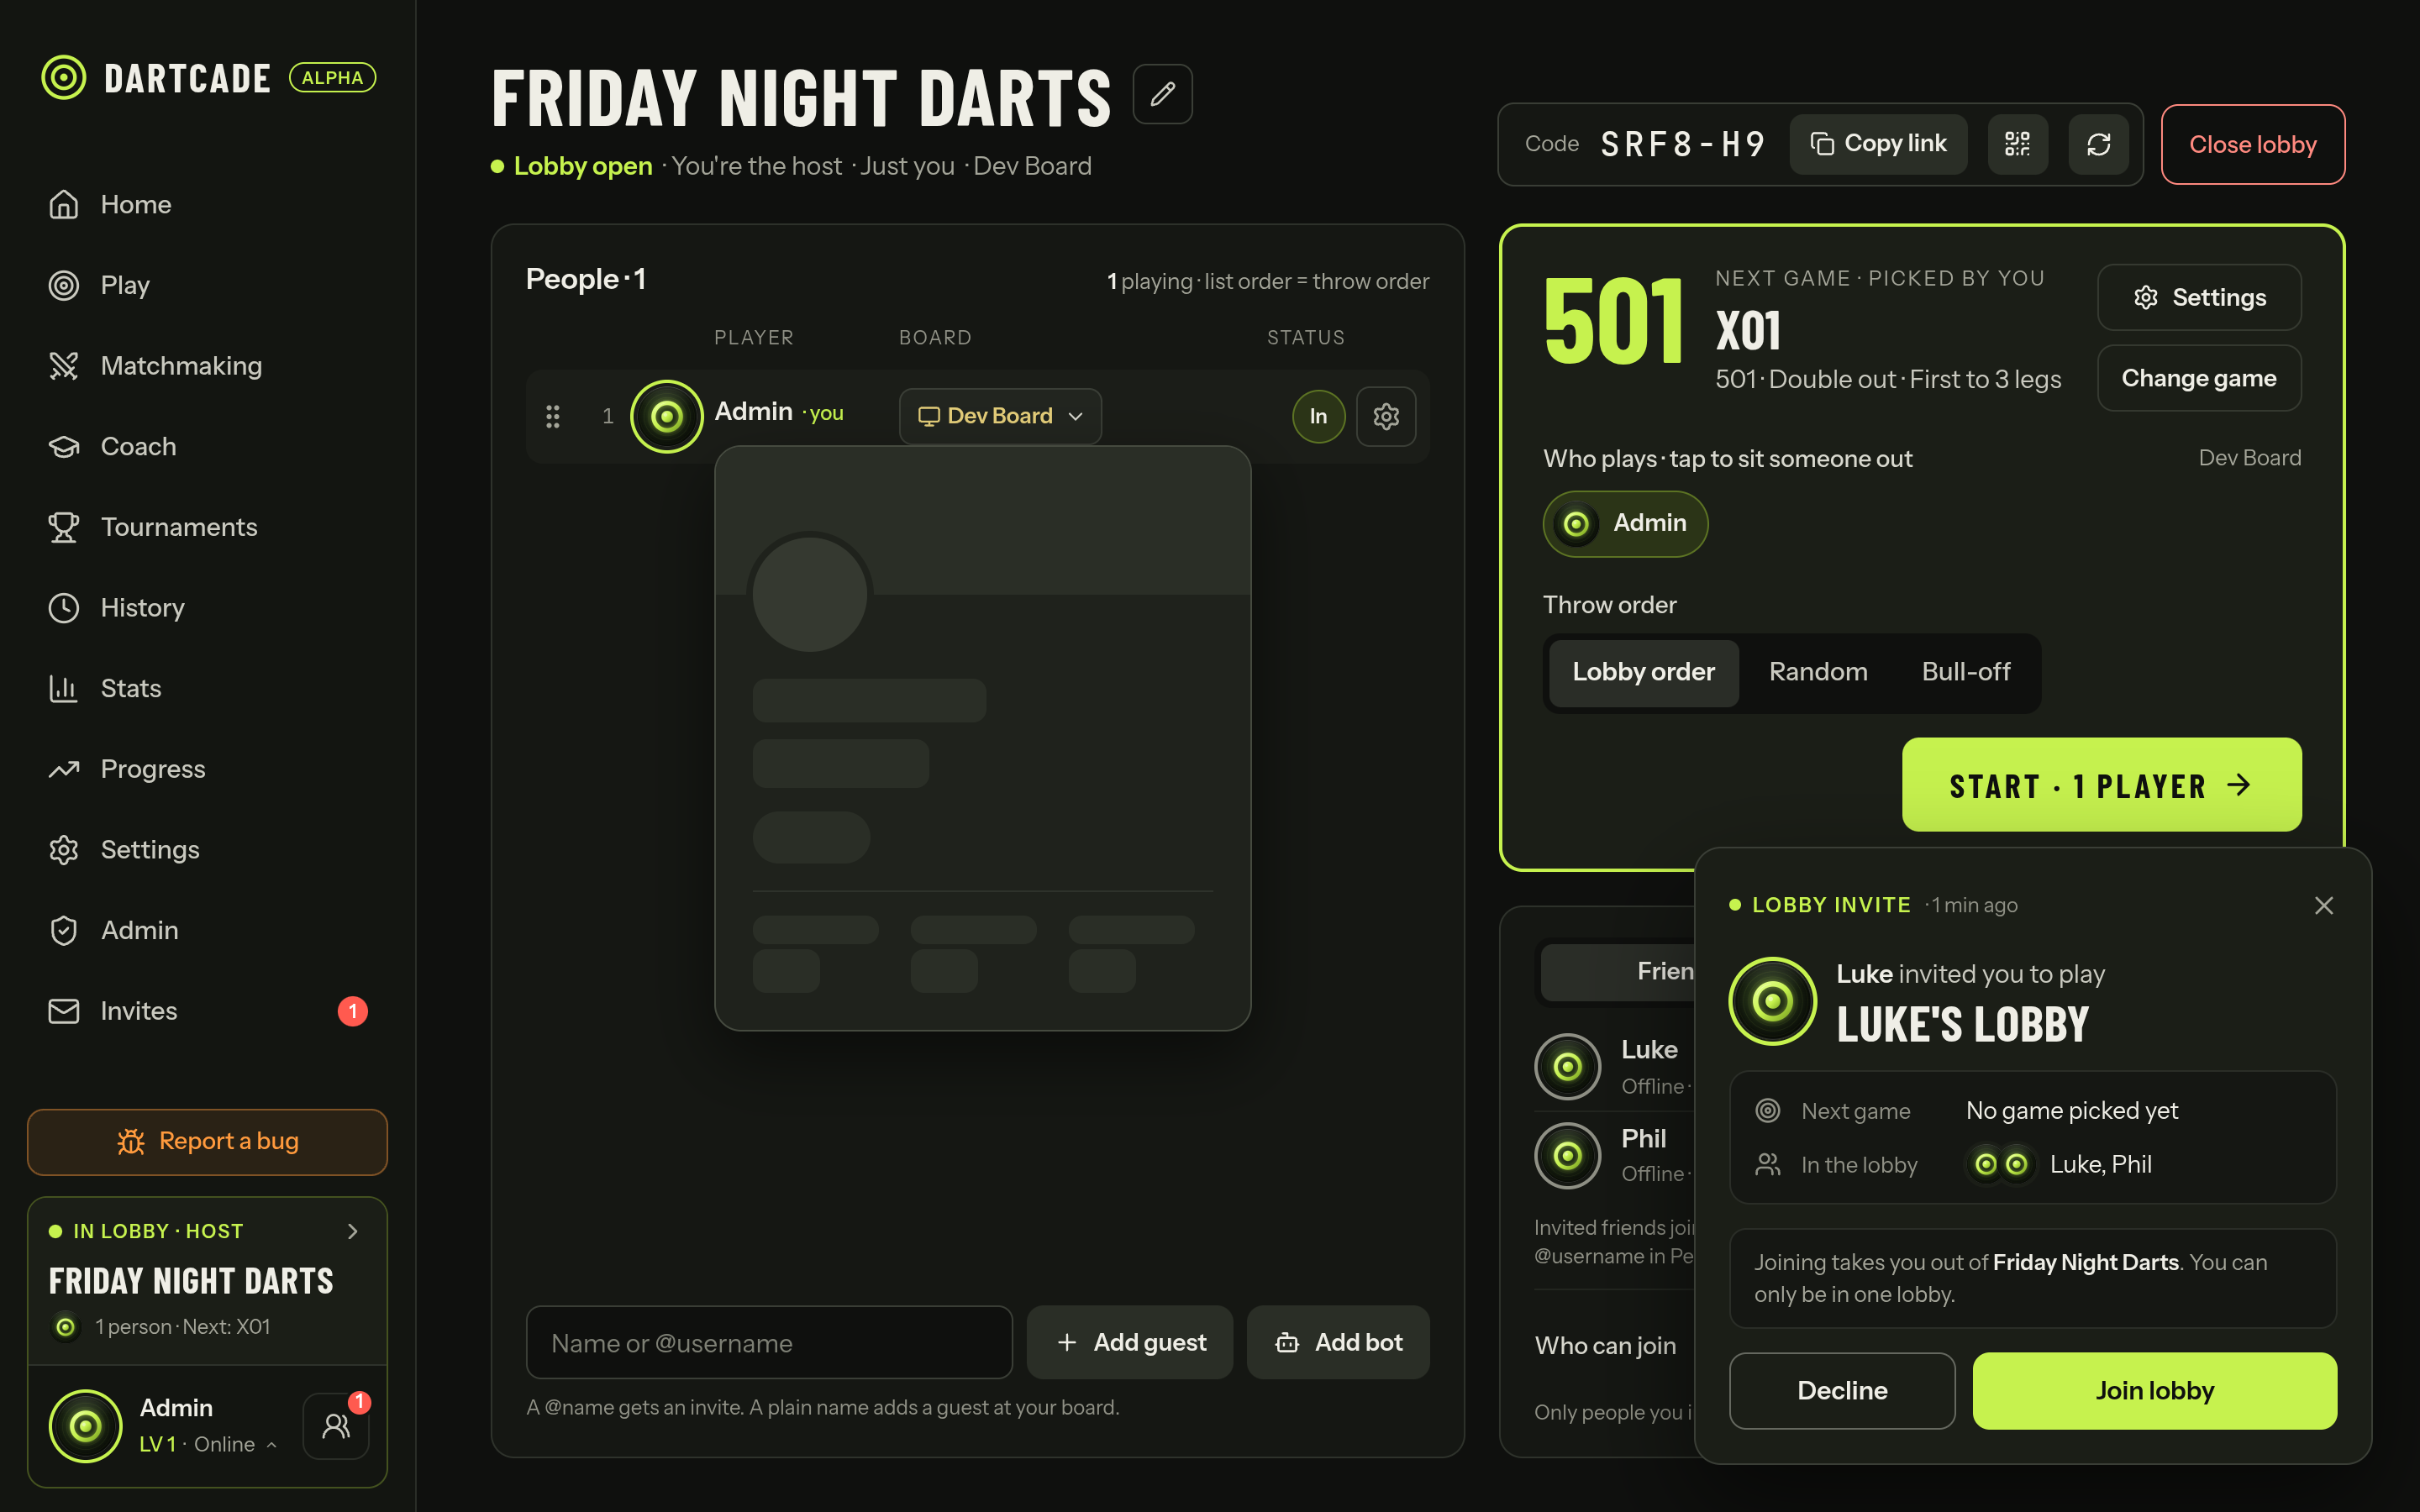 DARTCADE ALPHA
Home
Play
Matchmaking
Coach
Tournaments
History
Stats
Progress
Settings
Admin
Invites 1
Report a bug
IN LOBBY · HOST
FRIDAY NIGHT DARTS
1 person · Next: X01
Admin
LV 1 · Online
1
FRIDAY NIGHT DARTS
Lobby open · You're the host · Just you · Dev Board
Code SRF8-H9 Copy link
Close lobby
People · 1
1 playing · list order = throw order
PLAYER BOARD STATUS
1 Admin · you Dev Board In
Name or @username
Add guest
Add bot
A @name gets an invite. A plain name adds a guest at your board.
501
NEXT GAME · PICKED BY YOU
X01
501 · Double out · First to 3 legs
Settings
Change game
Who plays · tap to sit someone out
Dev Board
Admin
Throw order
Lobby order Random Bull-off
START · 1 PLAYER
Luke
Offline ·
Phil
Offline ·
Invited friends
@username in
Who can join
Only people you
LOBBY INVITE · 1 min ago
Luke invited you to play
LUKE'S LOBBY
Next game No game picked yet
In the lobby Luke, Phil
Joining takes you out of Friday Night Darts. You can
only be in one lobby.
Decline
Join lobby